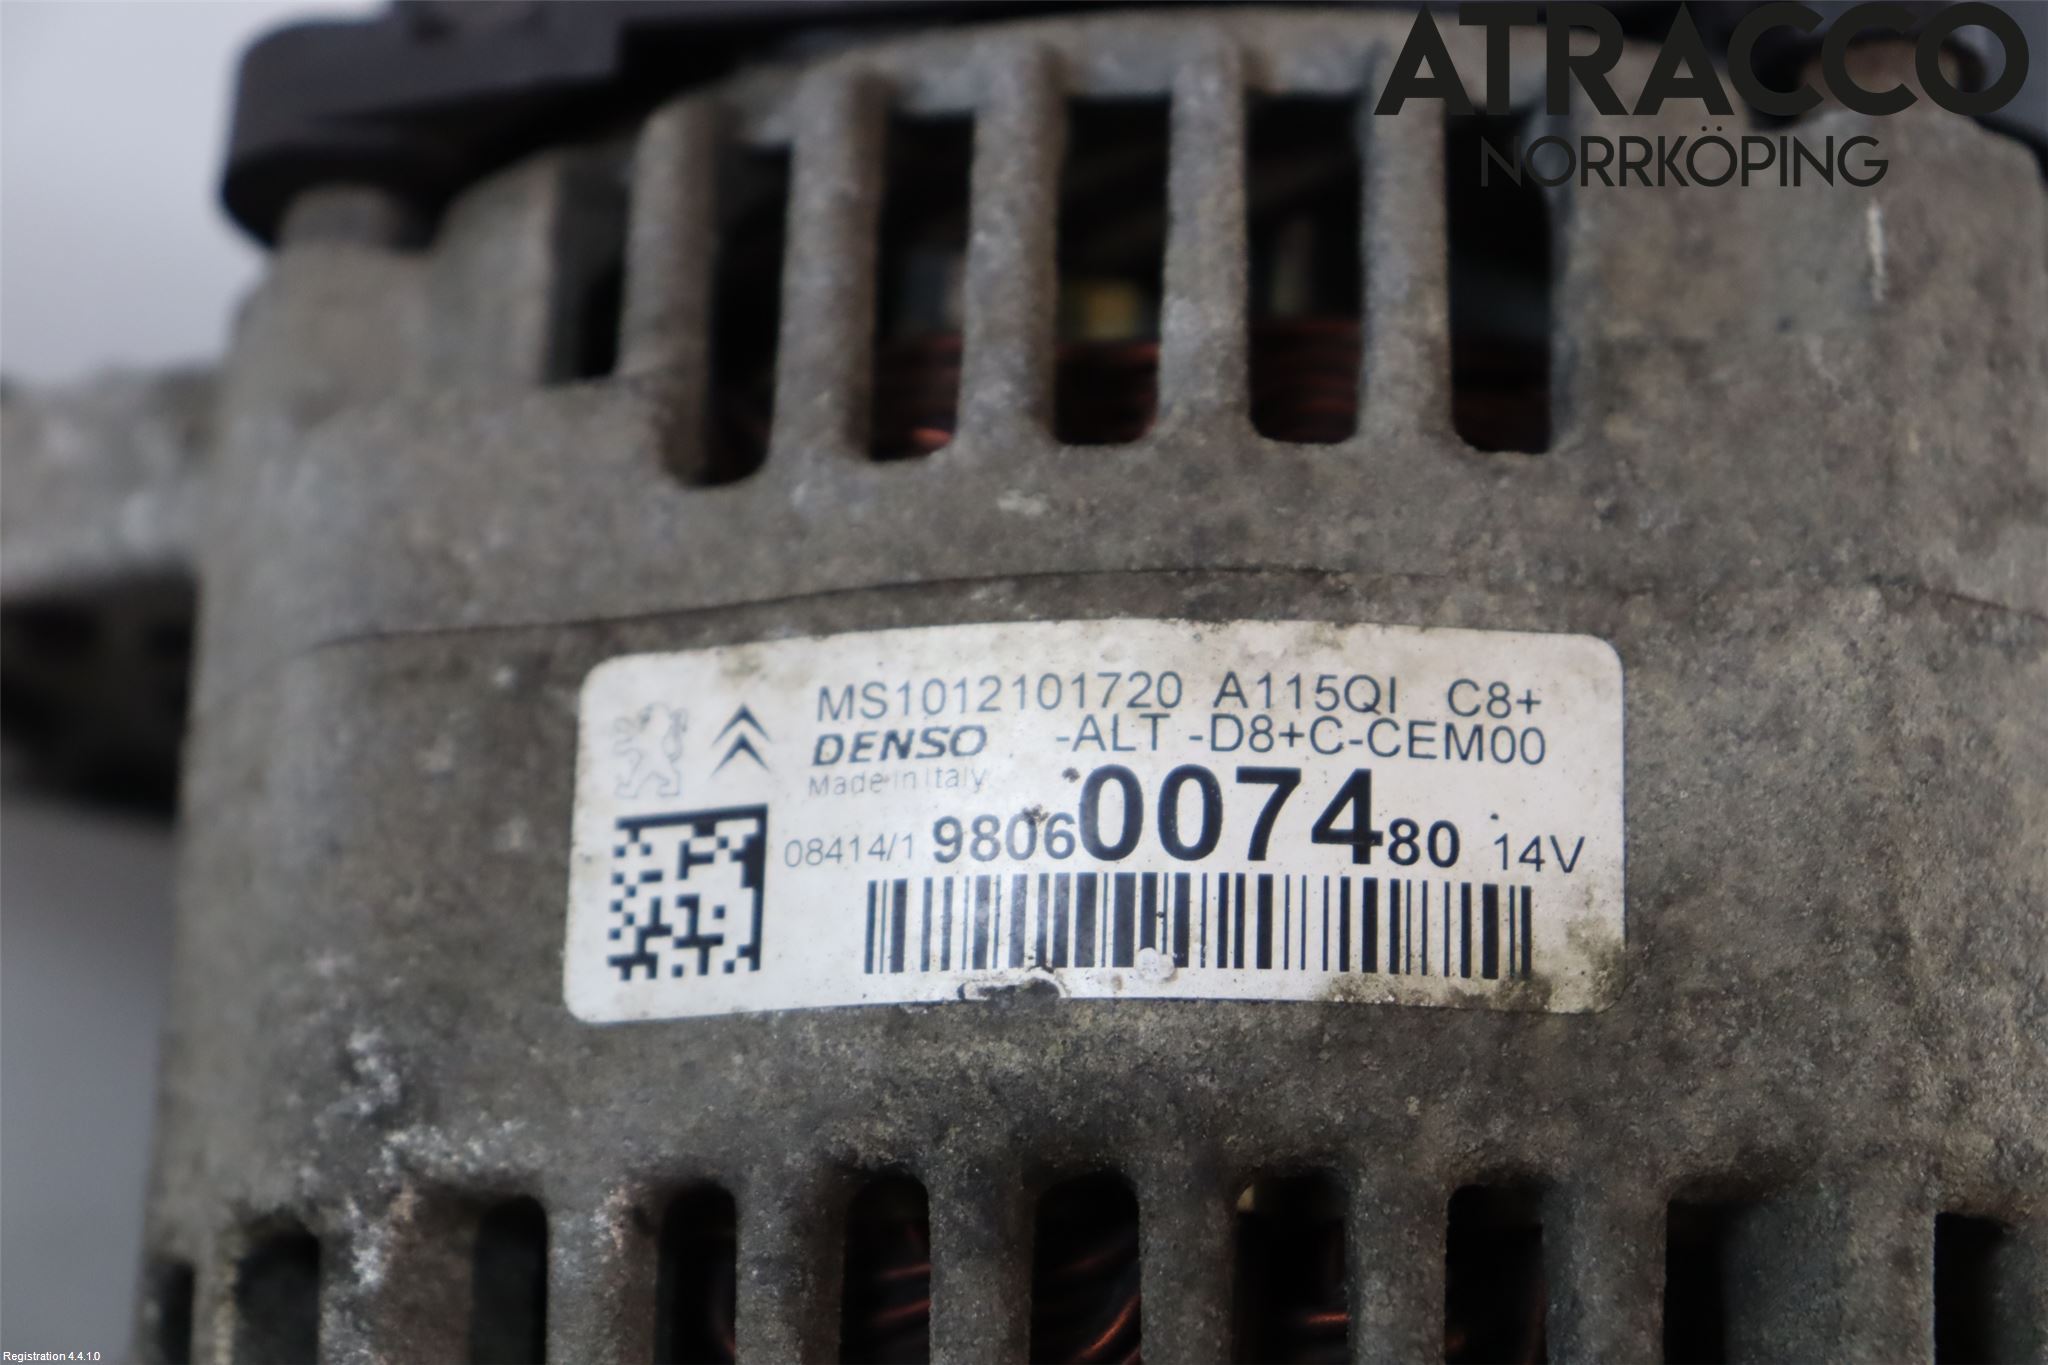 ATRACCO
NORRKÖPING
MS1012101720 A115QI C8+
DENSO -ALT -D8+C-CEM00
Made in Italy
08414/1 9806007480 14V
Registration 4.4.1.0